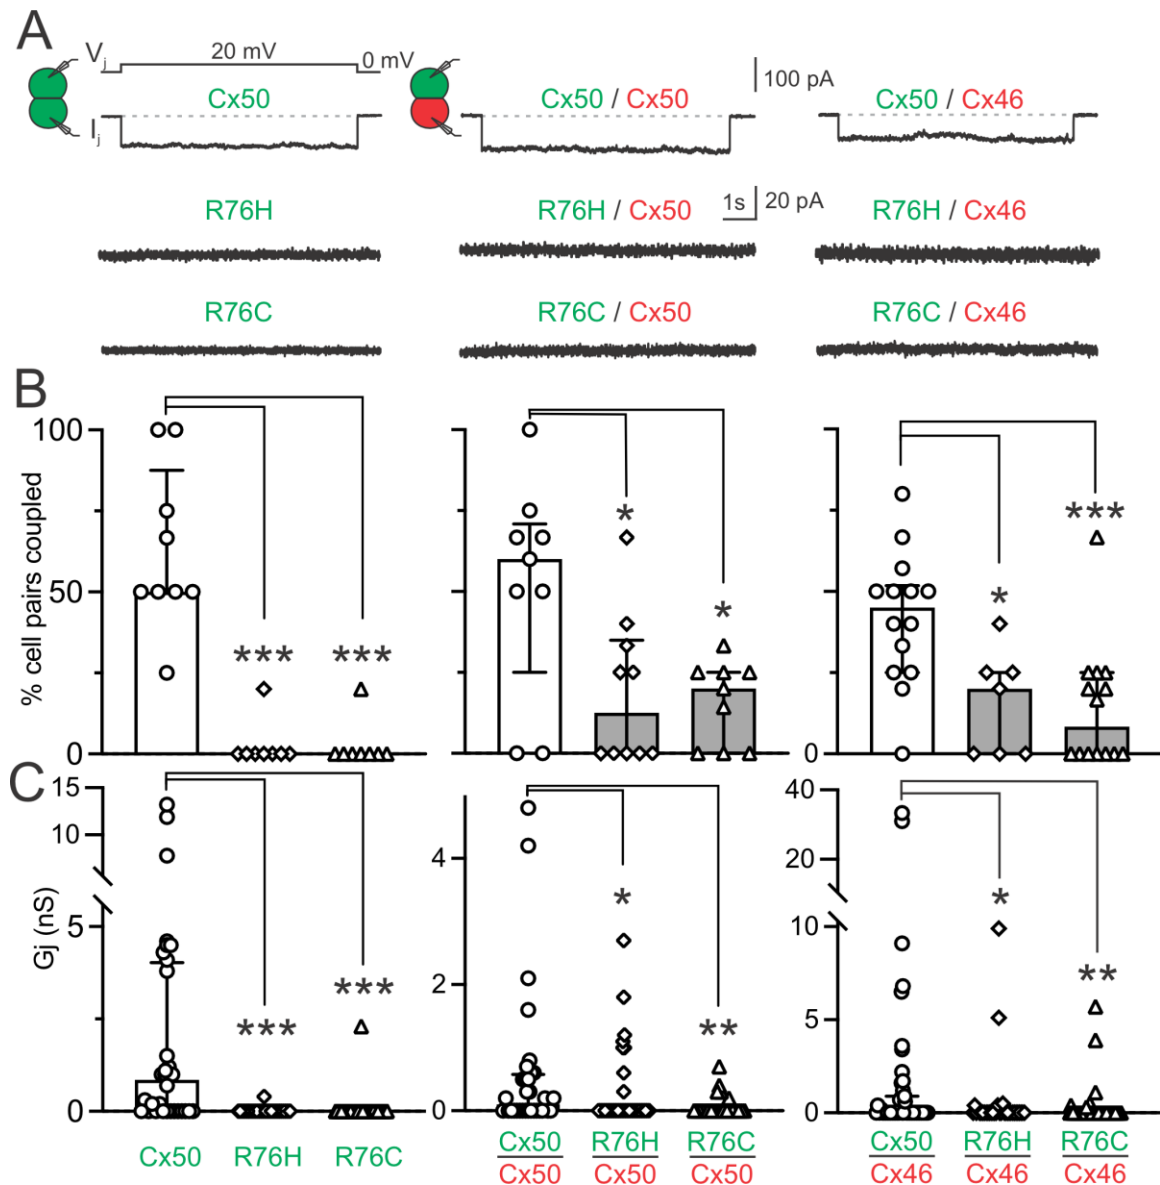 A
Vj 20 mV 0 mV
100 pA
Cx50 Cx50 / Cx50 Cx50 / Cx46
Ij
R76H R76H / Cx50 1s 20 pA R76H / Cx46
R76C R76C / Cx50 R76C / Cx46
B
% cell pairs coupled
100
50
0
*** ***
* *
0
* ***
C
Gj (nS)
15
10
5
0
*** ***
4
2
0
* **
40
20
10
5
0
* **
Cx50 R76H R76C
Cx50 R76H R76C
Cx50 Cx50 Cx50
Cx50 R76H R76C
Cx46 Cx46 Cx46